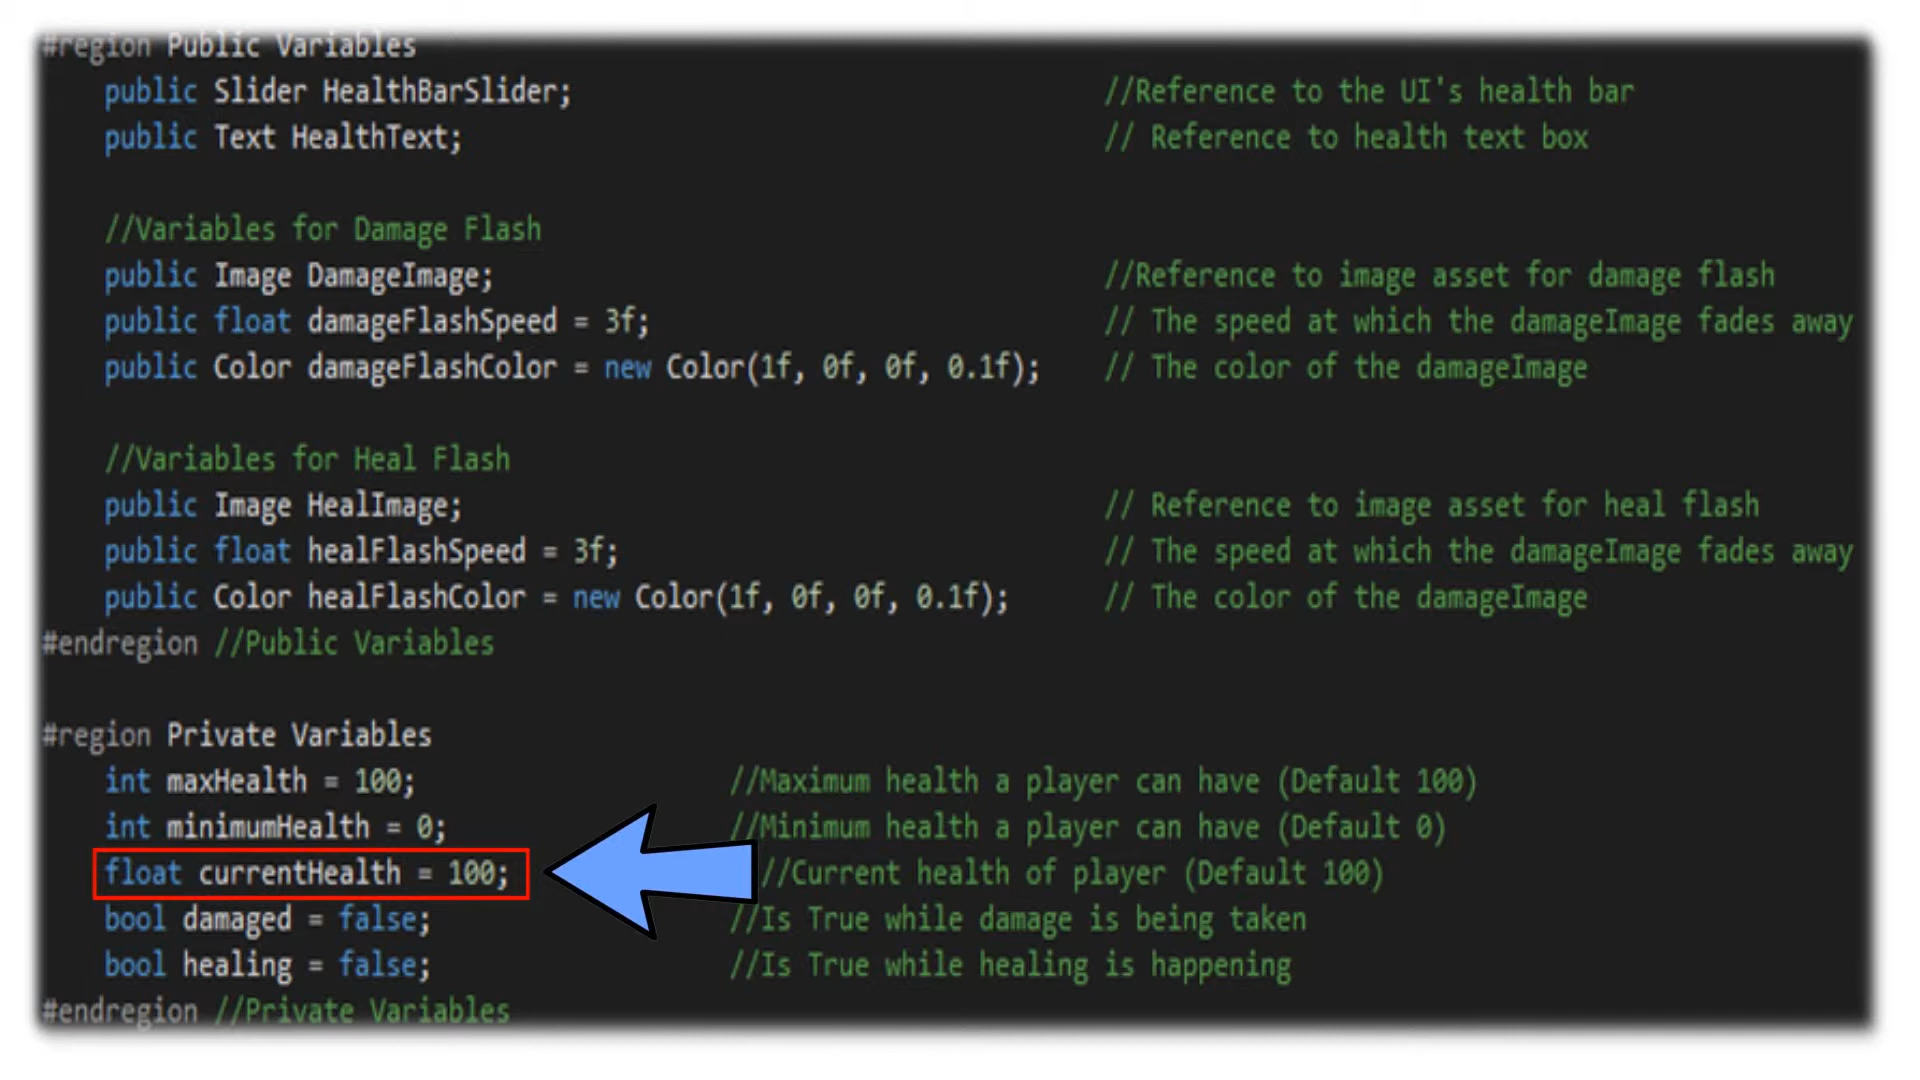 #region Public Variables
public Slider HealthBarSlider; //Reference to the UI's health bar
public Text HealthText; // Reference to health text box
//Variables for Damage Flash
public Image DamageImage; //Reference to image asset for damage flash
public float damageFlashSpeed = 3f; // The speed at which the damageImage fades away
public Color damageFlashColor = new Color(1f, 0f, 0f, 0.1f); // The color of the damageImage
//Variables for Heal Flash
public Image HealImage; // Reference to image asset for heal flash
public float healFlashSpeed = 3f; // The speed at which the damageImage fades away
public Color healFlashColor = new Color(1f, 0f, 0f, 0.1f); // The color of the damageImage
#endregion //Public Variables
#region Private Variables
int maxHealth = 100; //Maximum health a player can have (Default 100)
int minimumHealth = 0; //Minimum health a player can have (Default 0)
float currentHealth = 100; //Current health of player (Default 100)
bool damaged = false; //Is True while damage is being taken
bool healing = false; //Is True while healing is happening
#endregion //Private Variables